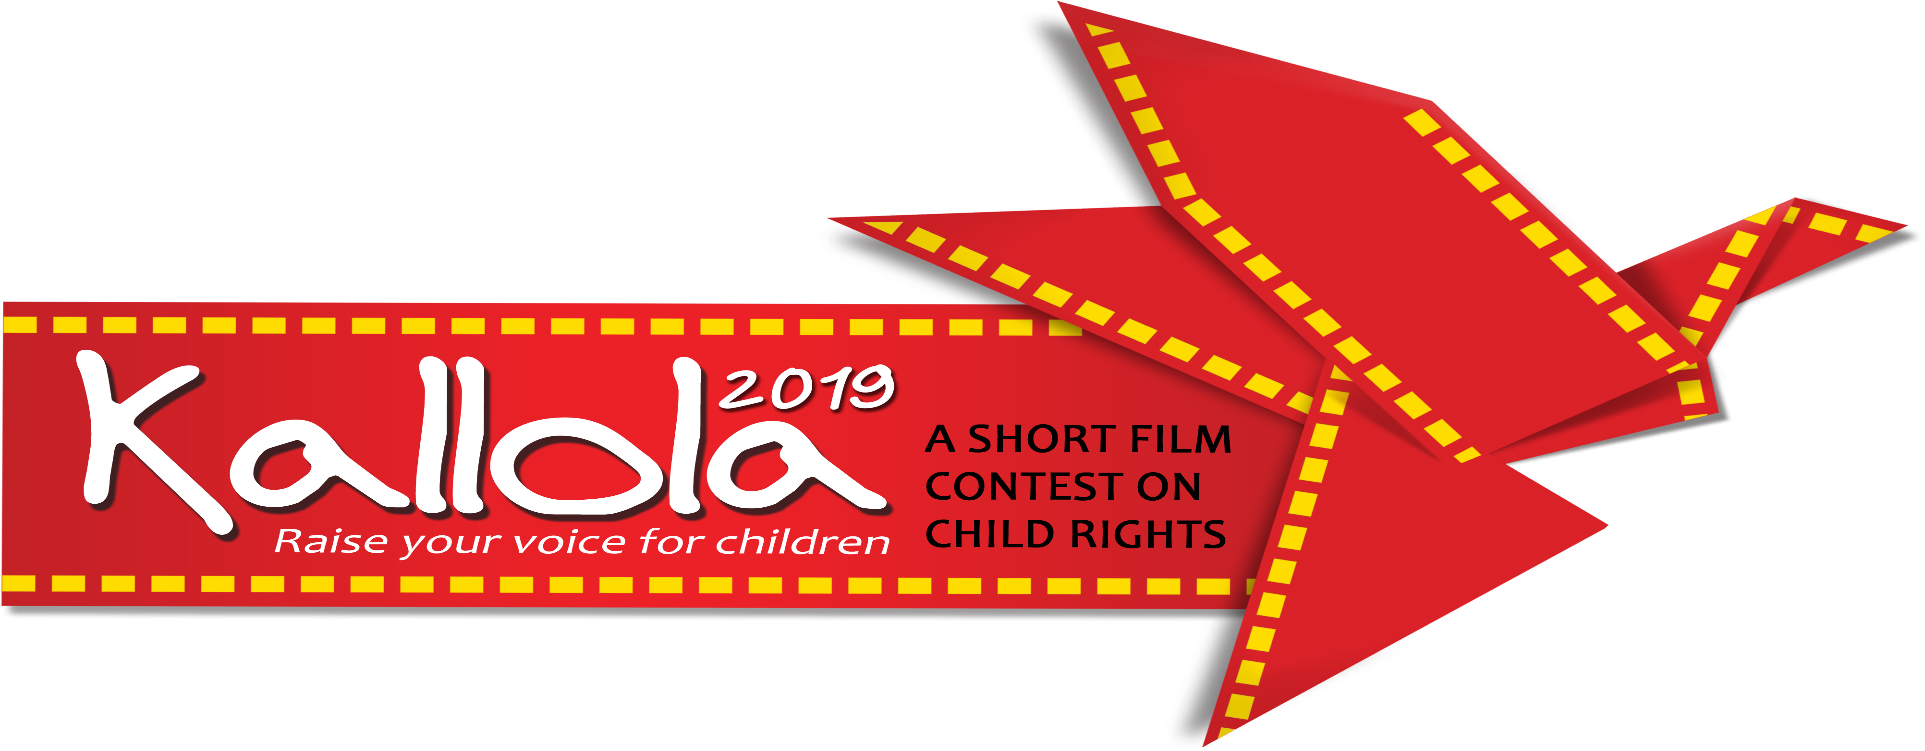 Kallola 2019
Raise your voice for children
A SHORT FILM
CONTEST ON
CHILD RIGHTS